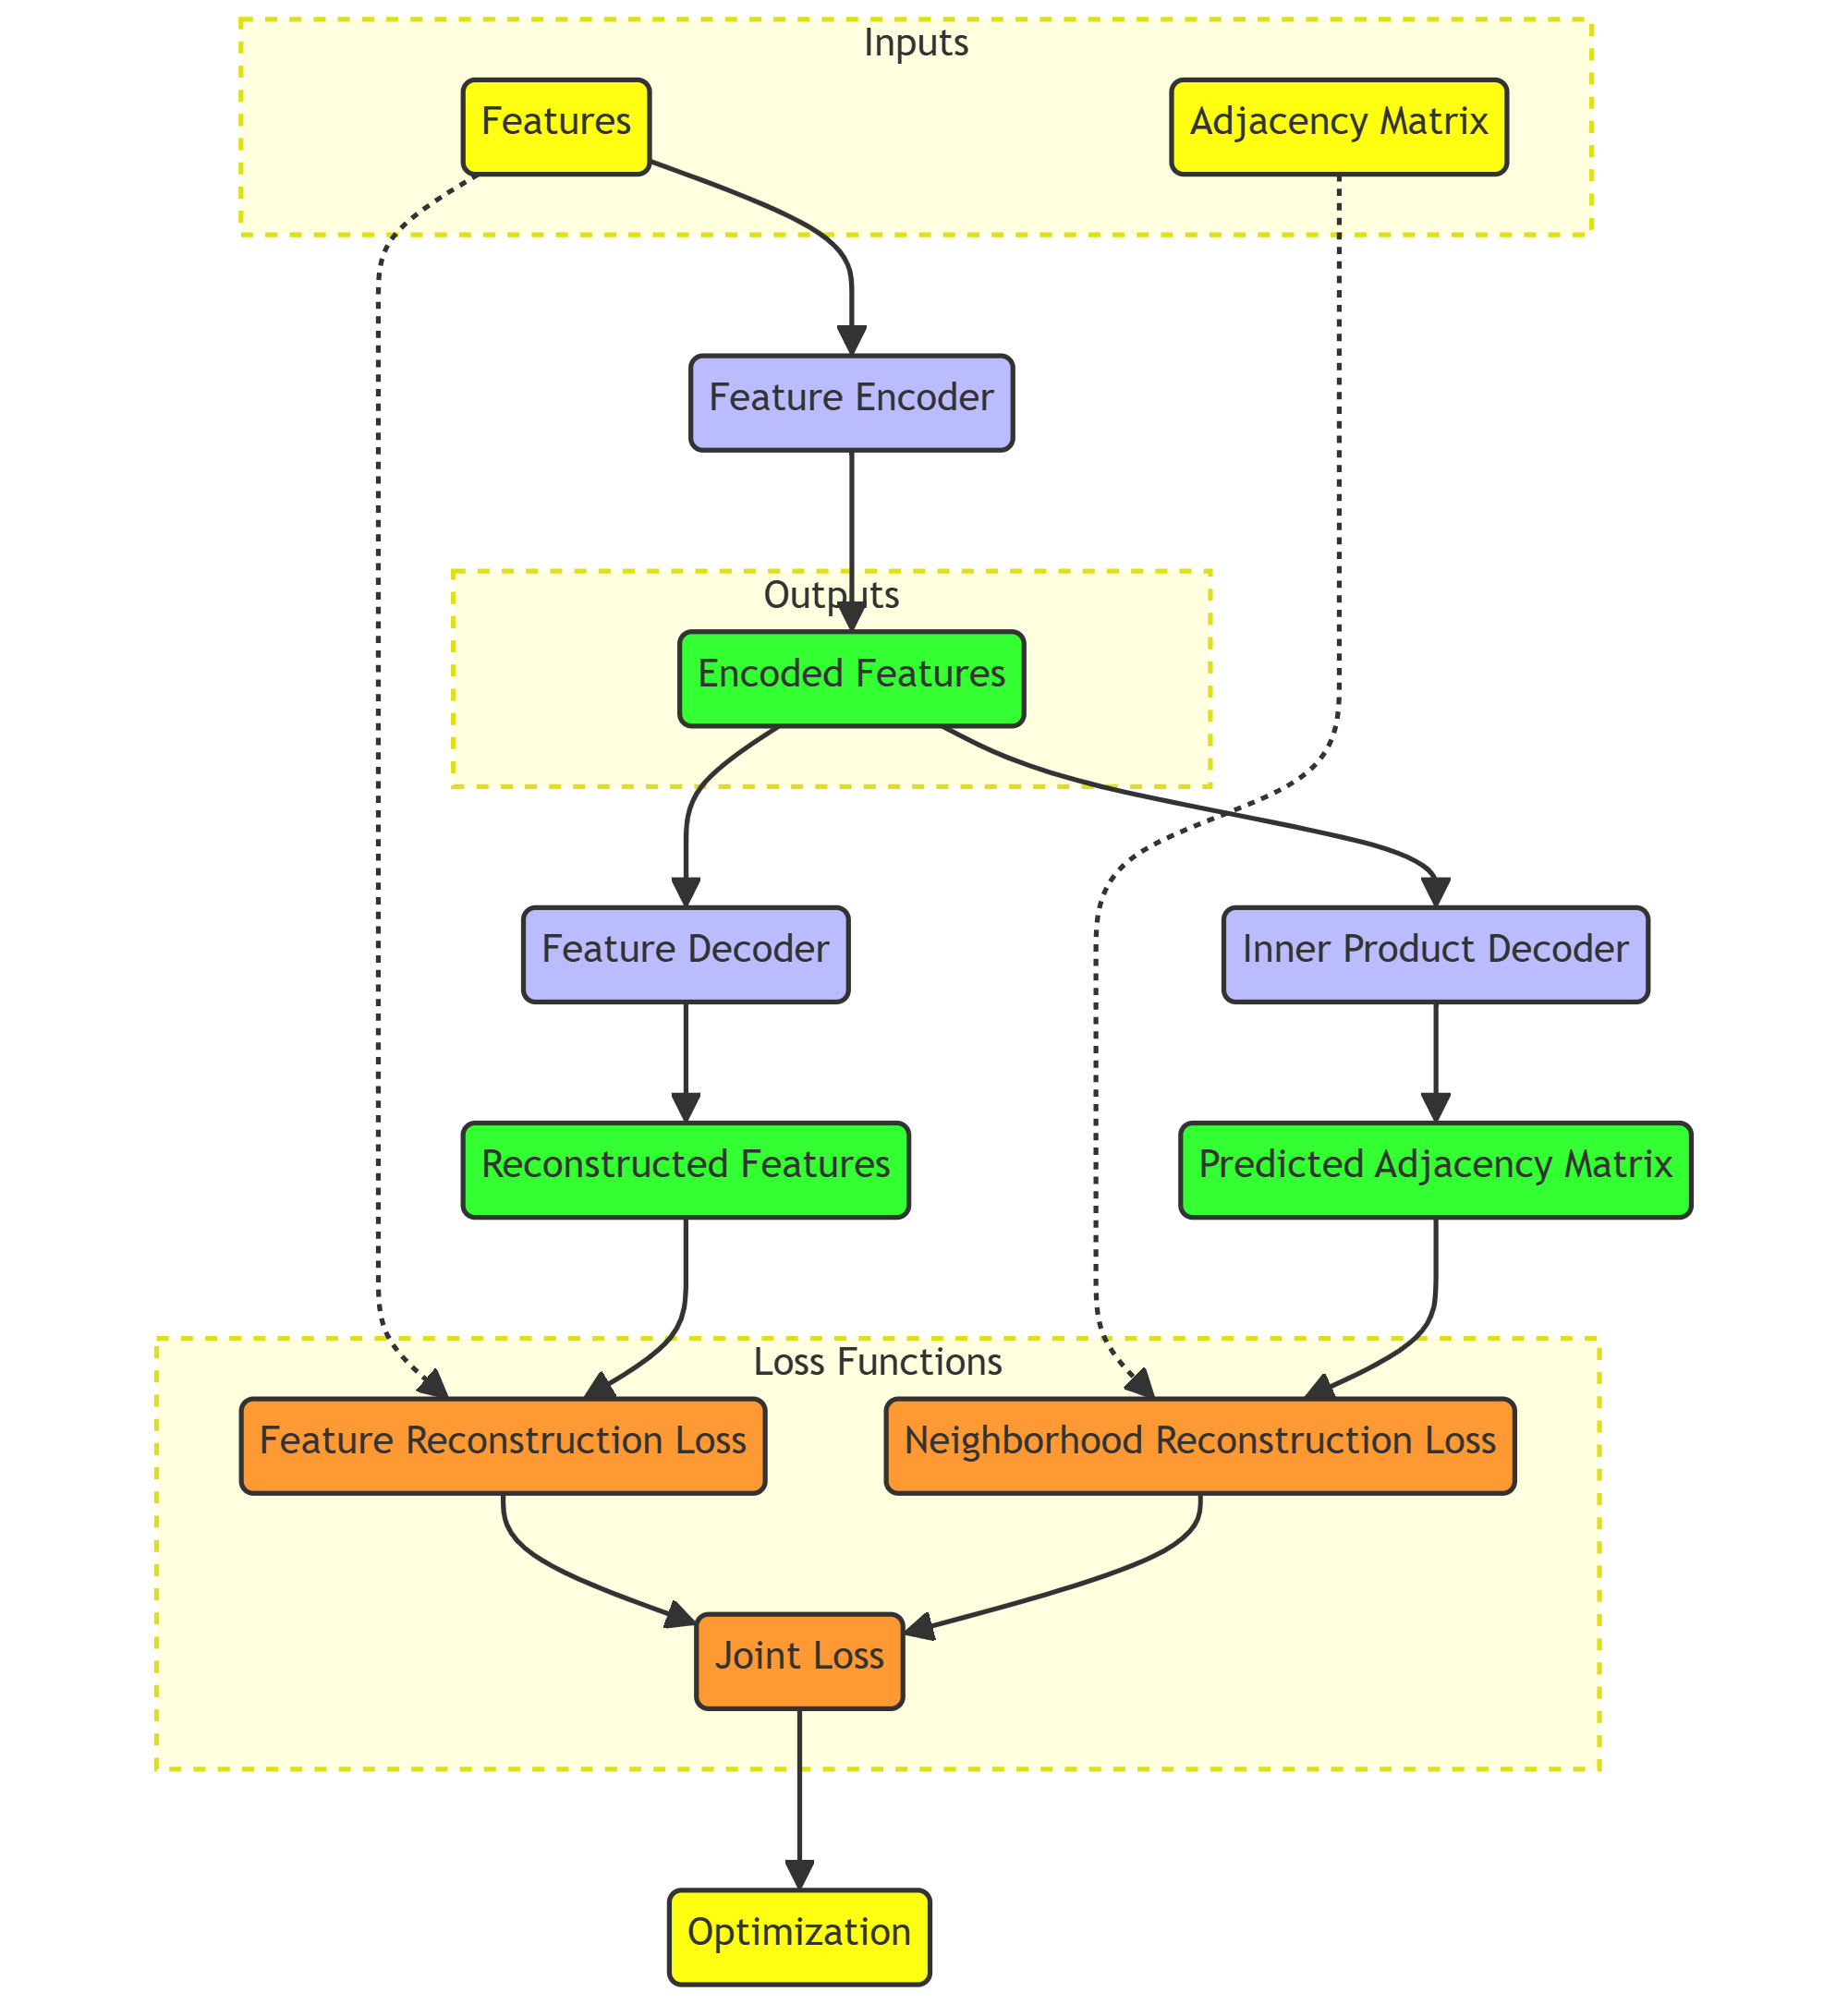 Inputs
Features
Adjacency Matrix
Feature Encoder
Outputs
Encoded Features
Feature Decoder
Inner Product Decoder
Reconstructed Features
Predicted Adjacency Matrix
Loss Functions
Feature Reconstruction Loss
Neighborhood Reconstruction Loss
Joint Loss
Optimization